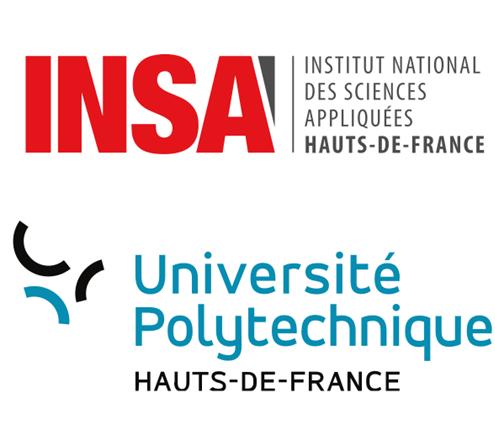 INSA
INSTITUT NATIONAL
DES SCIENCES
APPLIQUÉES
HAUTS-DE-FRANCE
Université
Polytechnique
HAUTS-DE-FRANCE